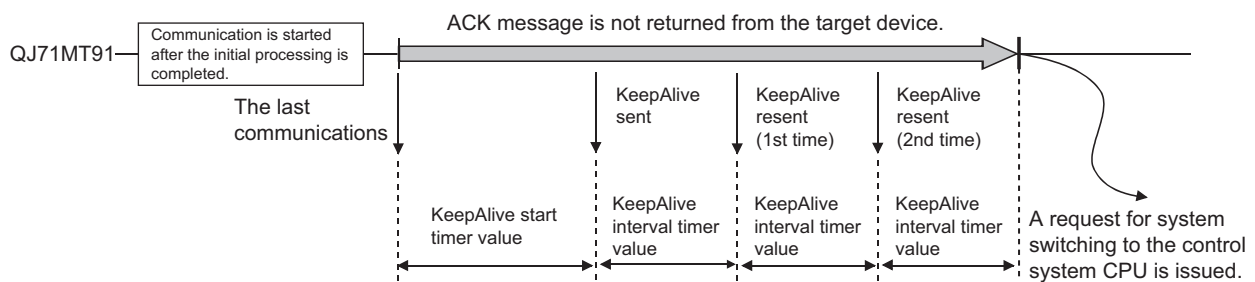 ACK message is not returned from the target device.
QJ71MT91
Communication is started
after the initial processing is
completed.
The last
communications
KeepAlive
sent
KeepAlive
resent
(1st time)
KeepAlive
resent
(2nd time)
KeepAlive start
timer value
KeepAlive
interval timer
value
KeepAlive
interval timer
value
KeepAlive
interval timer
value
A request for system
switching to the control
system CPU is issued.